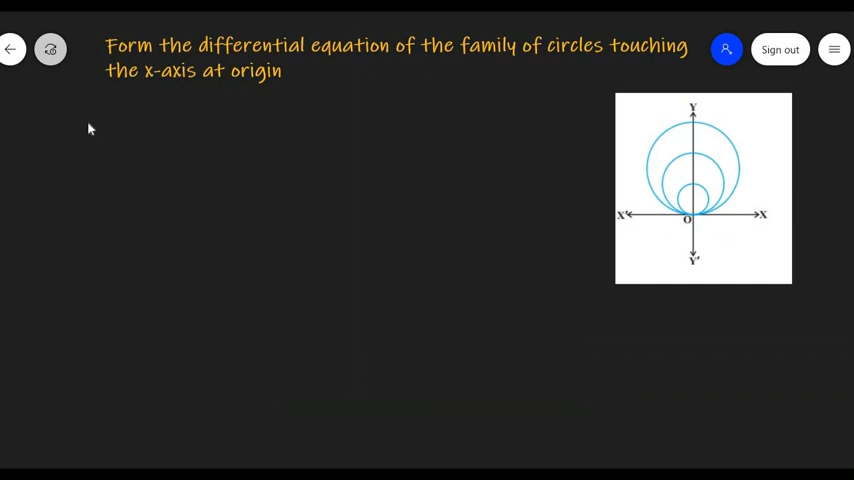 Form the differential equation of the family of circles touching
the x-axis at origin
Sign out
Y
X'
O
X
Y'